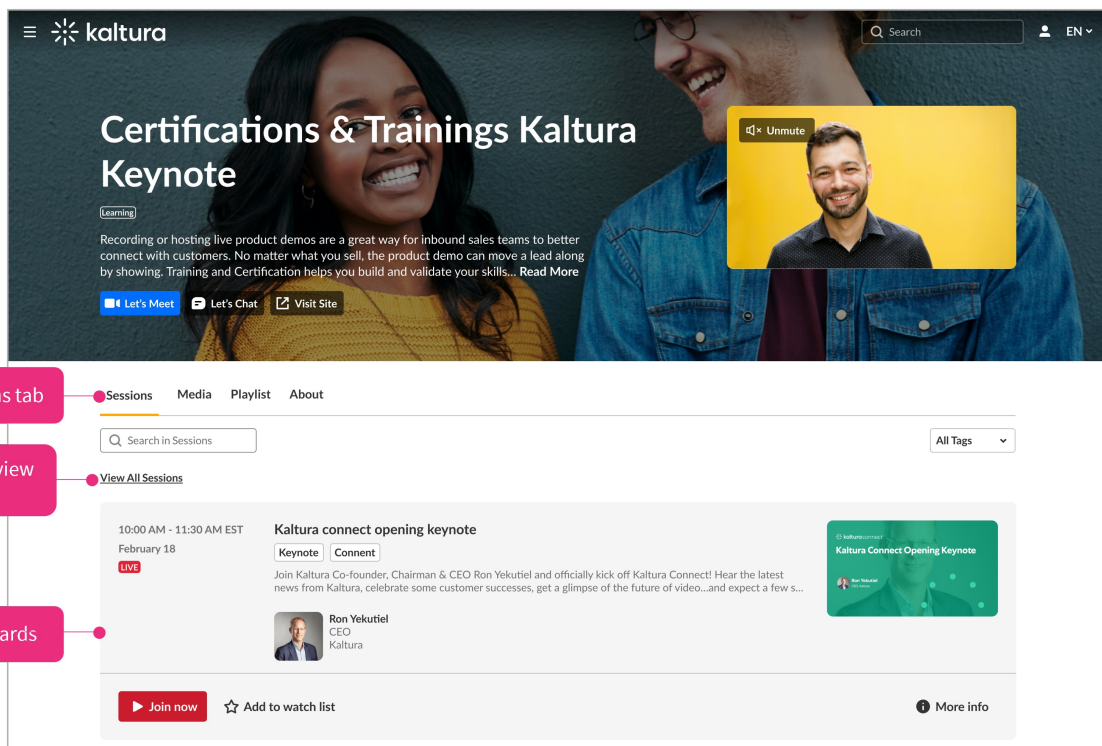 kaltura
Search
EN
Certifications & Trainings Kaltura
Keynote
Learning
Recording or hosting live product demos are a great way for inbound sales teams to better
connect with customers. No matter what you sell, the product demo can move a lead along
by showing. Training and Certification helps you build and validate your skills... Read More
Let's Meet Let's Chat Visit Site
Unmute
Sessions Media Playlist About
Search in Sessions
All Tags
View All Sessions
10:00 AM - 11:30 AM EST
February 18
LIVE
Kaltura connect opening keynote
Keynote Connent
Join Kaltura Co-founder, Chairman & CEO Ron Yekutiel and officially kick off Kaltura Connect! Hear the latest
news from Kaltura, celebrate some customer successes, get a glimpse of the future of video...and expect a few s...
Ron Yekutiel
CEO
Kaltura
kalturaconnect
Kaltura Connect Opening Keynote
Ron Yekutiel
Join now Add to watch list More info
s tab
view
ards